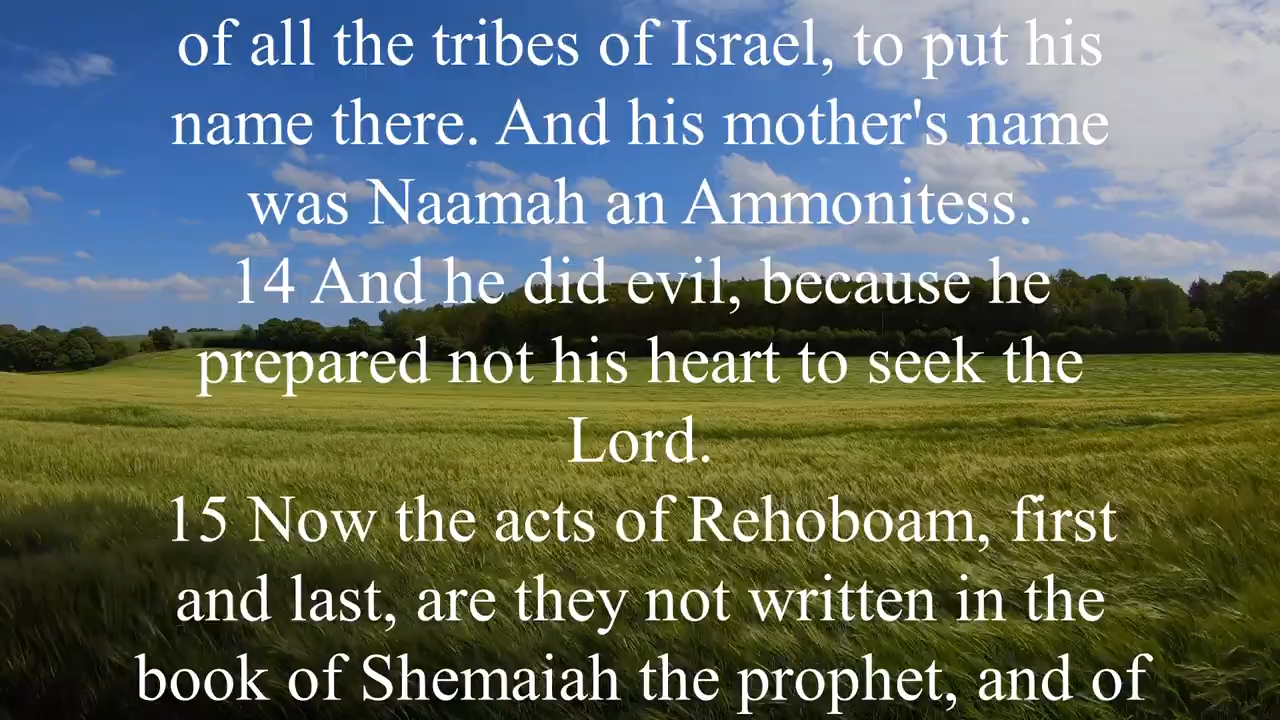 of all the tribes of Israel, to put his
name there. And his mother's name
was Naamah an Ammonitess.
14 And he did evil, because he
prepared not his heart to seek the
Lord.
15 Now the acts of Rehoboam, first
and last, are they not written in the
book of Shemaiah the prophet, and of